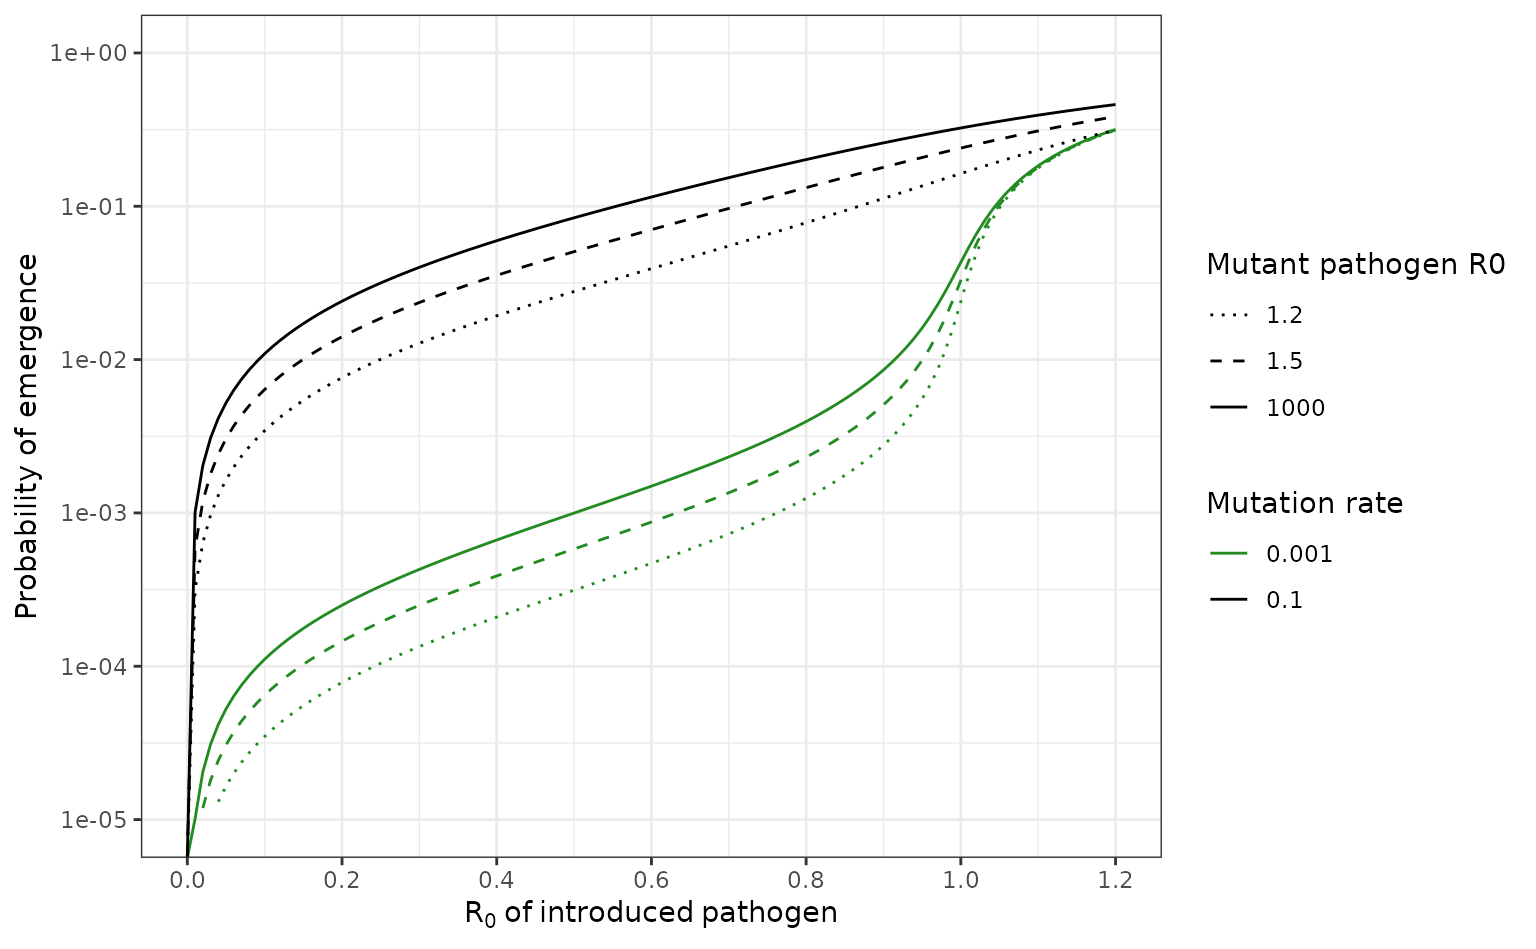 1e+00
1e-01
1e-02
1e-03
1e-04
1e-05
Probability of emergence
0.0 0.2 0.4 0.6 0.8 1.0 1.2
R0 of introduced pathogen
Mutant pathogen R0
1.2
1.5
1000
Mutation rate
0.001
0.1